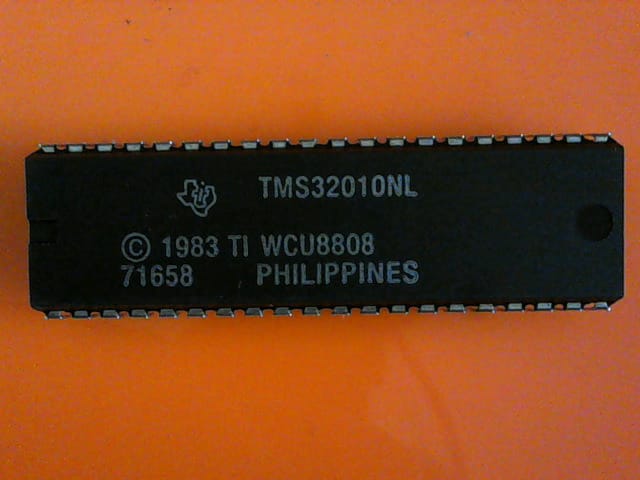 TMS32010NL
© 1983 TI WCU8808
71658 PHILIPPINES